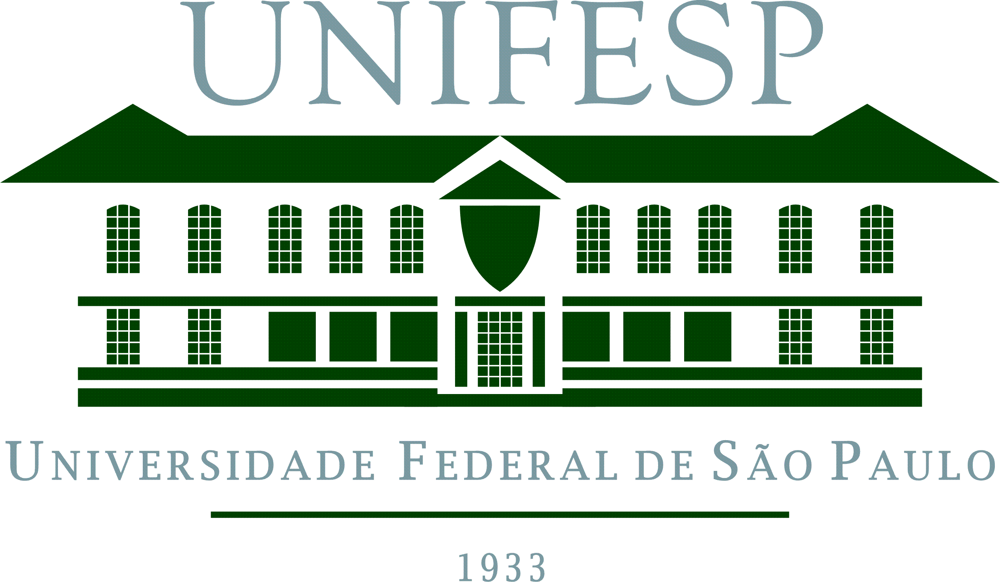 UNIFESP
UNIVERSIDADE FEDERAL DE SÃO PAULO
1933